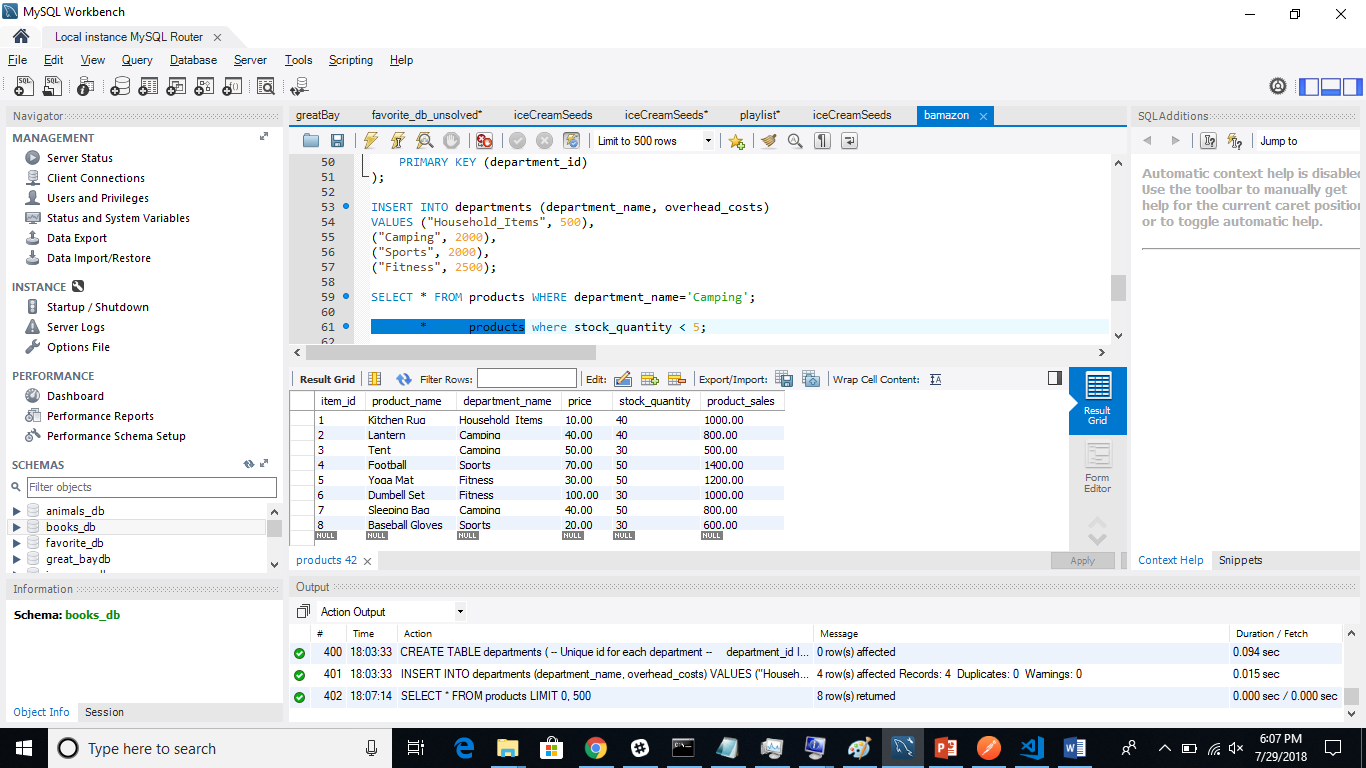 MySQL Workbench
Local instance MySQL Router
File Edit View Query Database Server Tools Scripting Help
Navigator
MANAGEMENT
Server Status
Client Connections
Users and Privileges
Status and System Variables
Data Export
Data Import/Restore
INSTANCE
Startup / Shutdown
Server Logs
Options File
PERFORMANCE
Dashboard
Performance Reports
Performance Schema Setup
SCHEMAS
Filter objects
animals_db
books_db
favorite_db
great_baydb
Information
Schema: books_db
Object Info Session
greatBay favorite_db_unsolved* iceCreamSeeds iceCreamSeeds* playlist* iceCreamSeeds bamazon
Limit to 500 rows
50 PRIMARY KEY (department_id)
51 );
52
53 INSERT INTO departments (department_name, overhead_costs)
54 VALUES ("Household_Items", 500),
55 ("Camping", 2000),
56 ("Sports", 2000),
57 ("Fitness", 2500);
58
59 SELECT * FROM products WHERE department_name='Camping';
60
61 * products where stock_quantity < 5;
62
Result Grid Filter Rows: Edit: Export/Import: Wrap Cell Content:
item_id product_name department_name price stock_quantity product_sales
1 Kitchen Rug Household_Items 10.00 40 1000.00
2 Lantern Camping 40.00 40 800.00
3 Tent Camping 50.00 30 500.00
4 Football Sports 70.00 50 1400.00
5 Yoga Mat Fitness 30.00 50 1200.00
6 Dumbell Set Fitness 100.00 30 1000.00
7 Sleeping Bag Camping 40.00 50 800.00
8 Baseball Gloves Sports 20.00 30 600.00
NULL NULL NULL NULL NULL NULL
Result
Grid
Form
Editor
products 42
Apply
SQLAdditions
Jump to
Automatic context help is disabled
Use the toolbar to manually get
help for the current caret position
or to toggle automatic help.
Context Help Snippets
Output
Action Output
# Time Action Message Duration / Fetch
400 18:03:33 CREATE TABLE departments ( -- Unique id for each department -- department_id I... 0 row(s) affected 0.094 sec
401 18:03:33 INSERT INTO departments (department_name, overhead_costs) VALUES ("Househ... 4 row(s) affected Records: 4 Duplicates: 0 Warnings: 0 0.015 sec
402 18:07:14 SELECT * FROM products LIMIT 0, 500 8 row(s) returned 0.000 sec / 0.000 sec
Type here to search
6:07 PM
7/29/2018